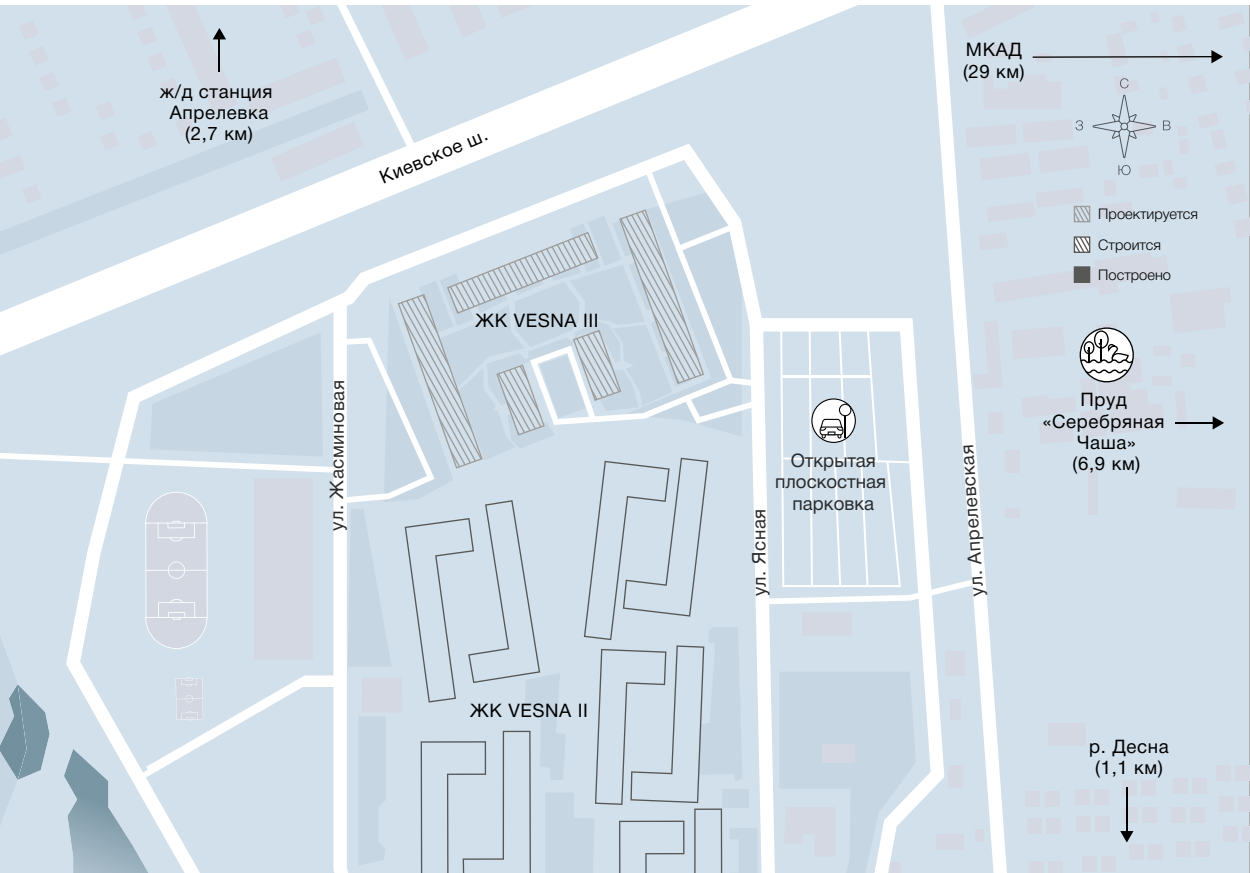 ж/д станция
Апрелевка
(2,7 км)
Киевское ш.
МКАД
(29 км)
С
З
В
Ю
Проектируется
Строится
Построено
ЖК VESNA III
ул. Жасминовая
Открытая
плоскостная
парковка
ул. Ясная
ул. Апрелевская
Пруд
«Серебряная
Чаша»
(6,9 км)
ЖК VESNA II
р. Десна
(1,1 км)